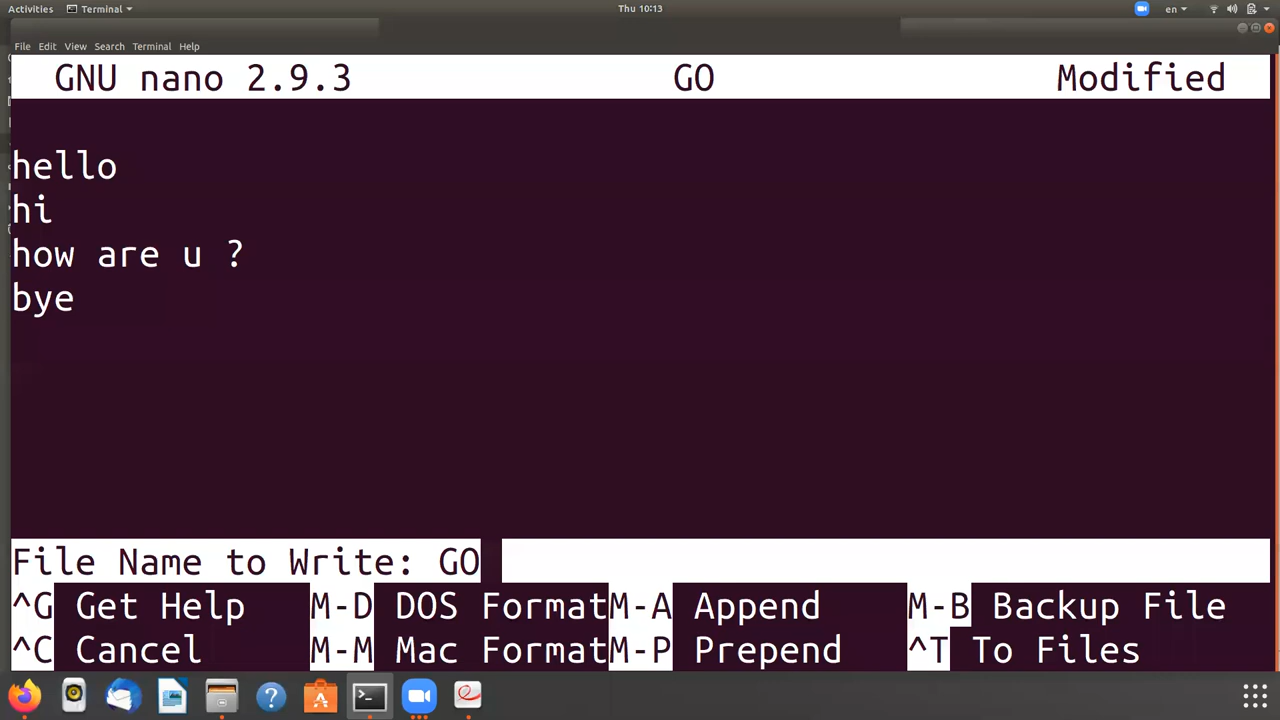 Activities Terminal Thu 10:13 en
File Edit View Search Terminal Help
GNU nano 2.9.3 GO Modified
hello
hi
how are u ?
bye
File Name to Write: GO
^G Get Help M-D DOS Format M-A Append M-B Backup File
^C Cancel M-M Mac Format M-P Prepend ^T To Files